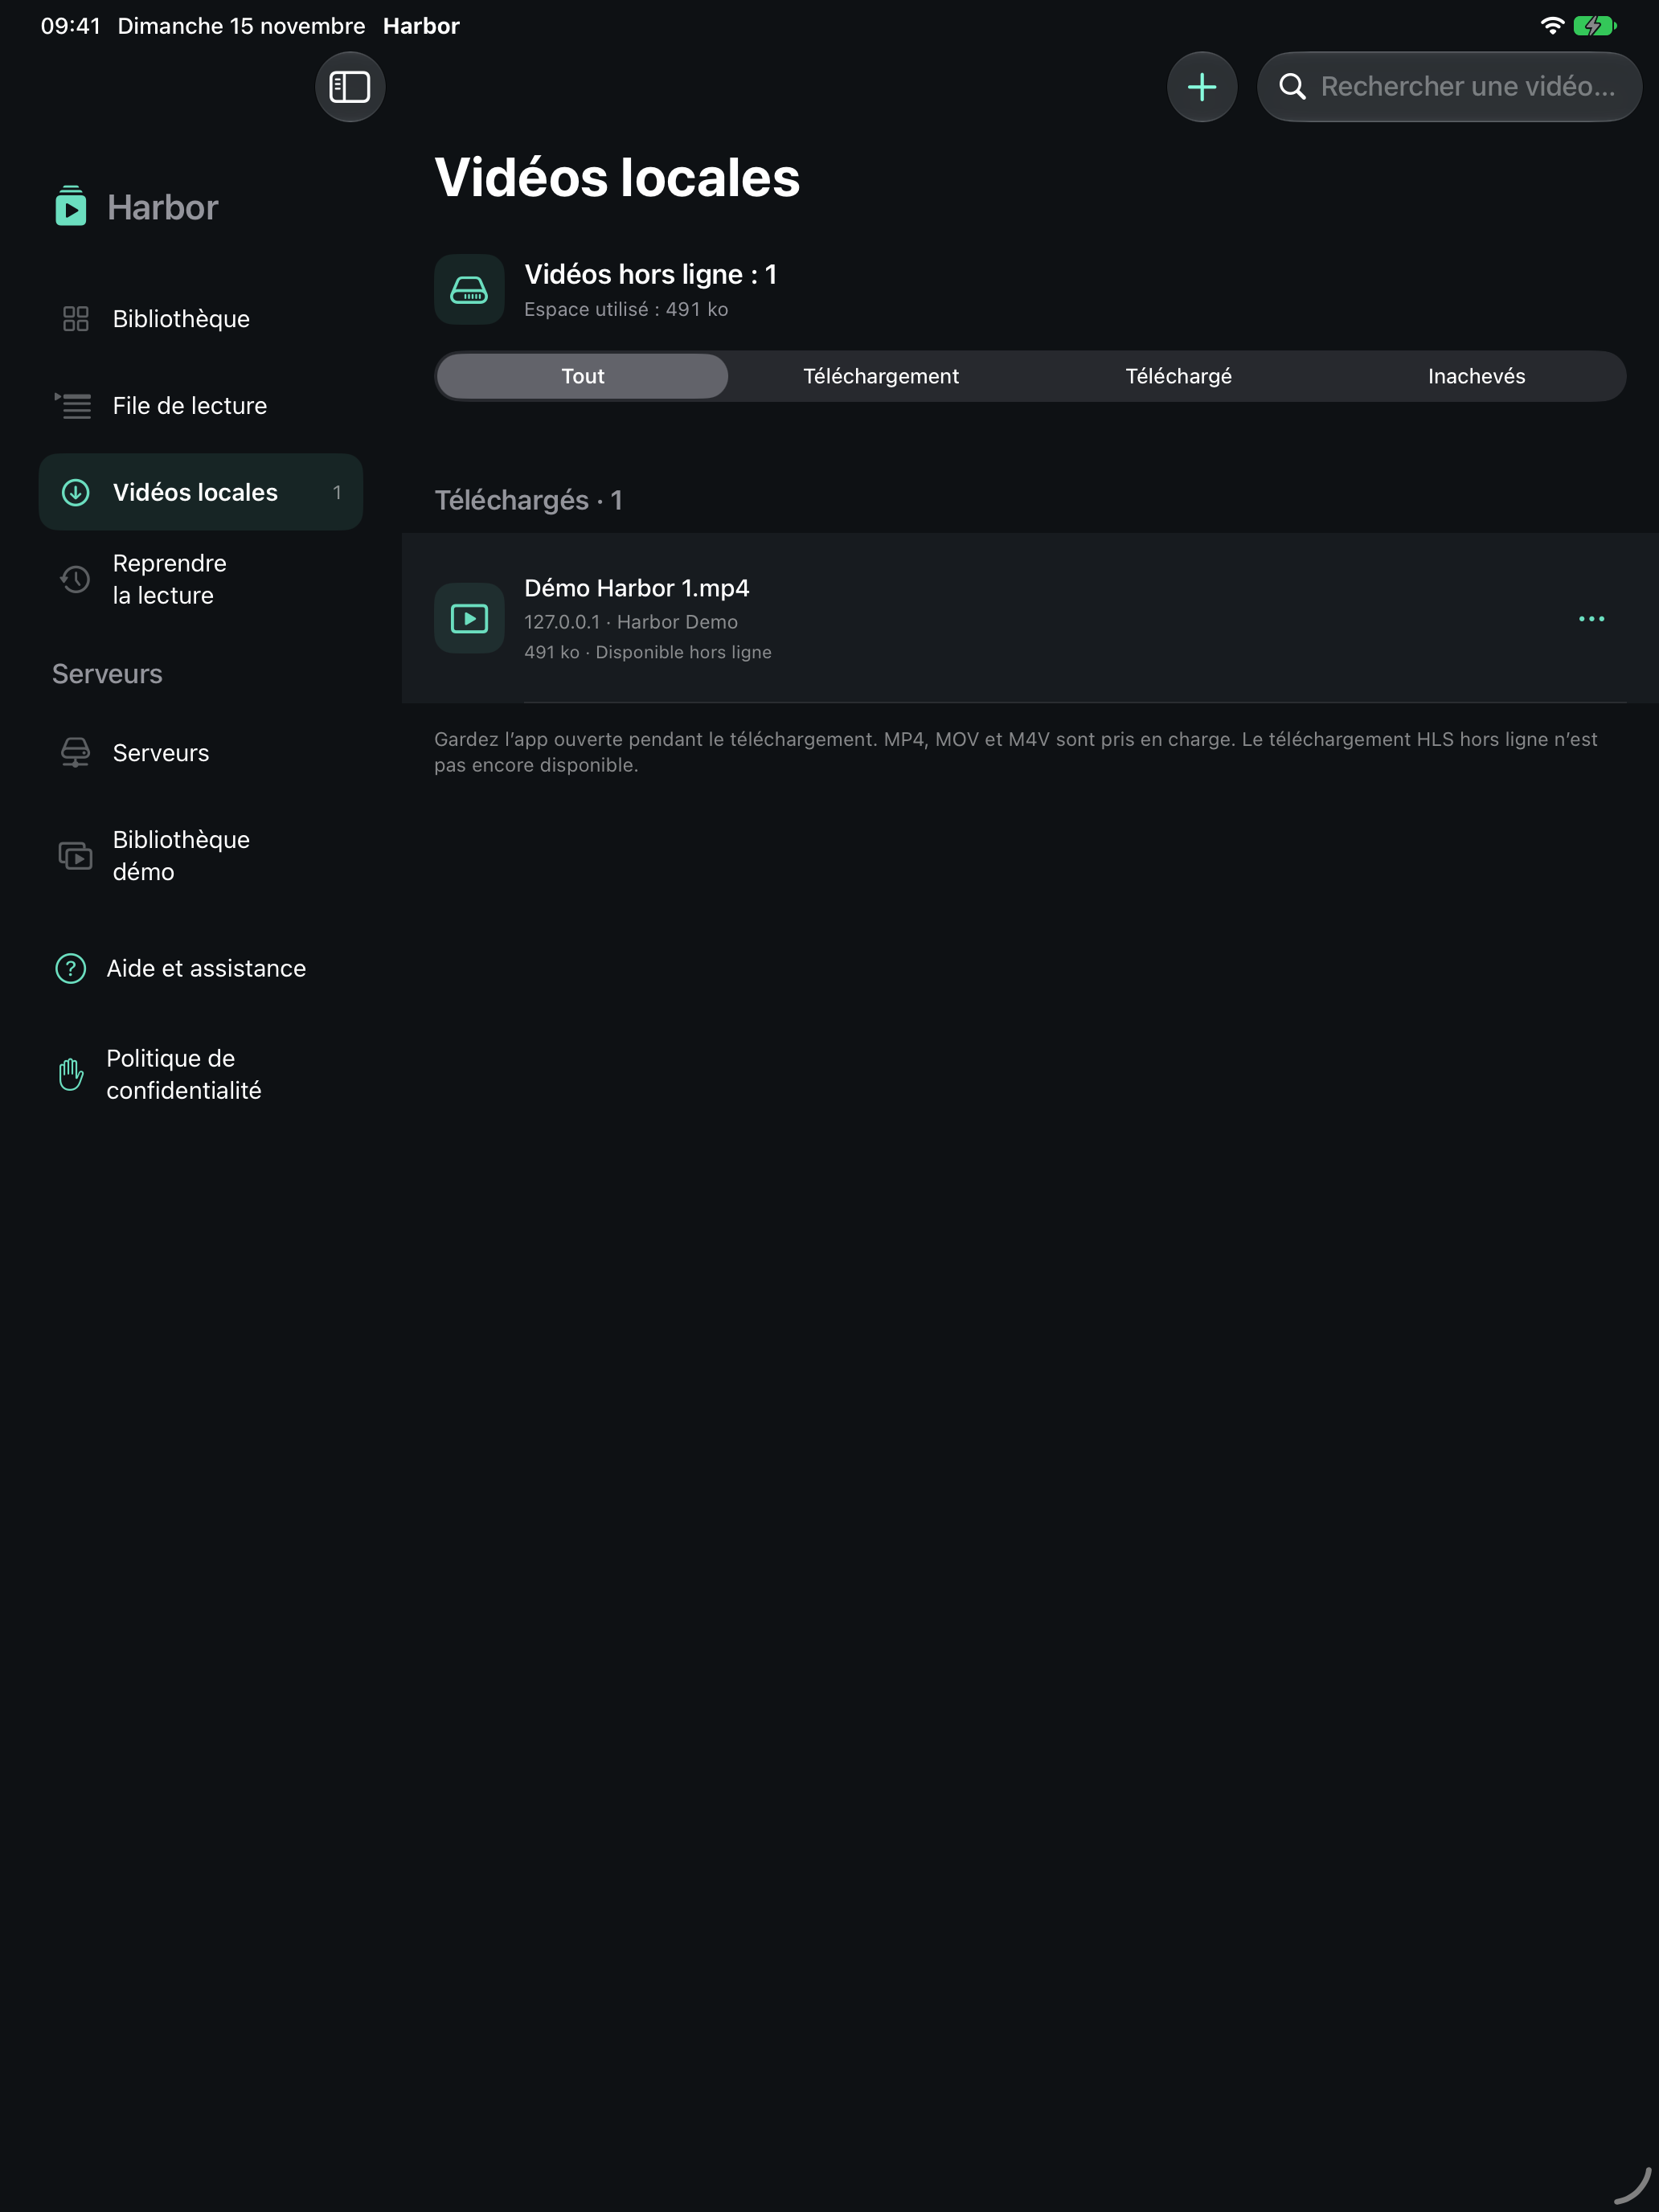 09:41 Dimanche 15 novembre Harbor
Rechercher une vidéo...
Harbor
Bibliothèque
File de lecture
Vidéos locales 1
Reprendre
la lecture
Serveurs
Serveurs
Bibliothèque
démo
Aide et assistance
Politique de
confidentialité
Vidéos locales
Vidéos hors ligne : 1
Espace utilisé : 491 ko
Tout Téléchargement Téléchargé Inachevés
Téléchargés · 1
Démo Harbor 1.mp4
127.0.0.1 · Harbor Demo
491 ko · Disponible hors ligne
Gardez l’app ouverte pendant le téléchargement. MP4, MOV et M4V sont pris en charge. Le téléchargement HLS hors ligne n’est
pas encore disponible.